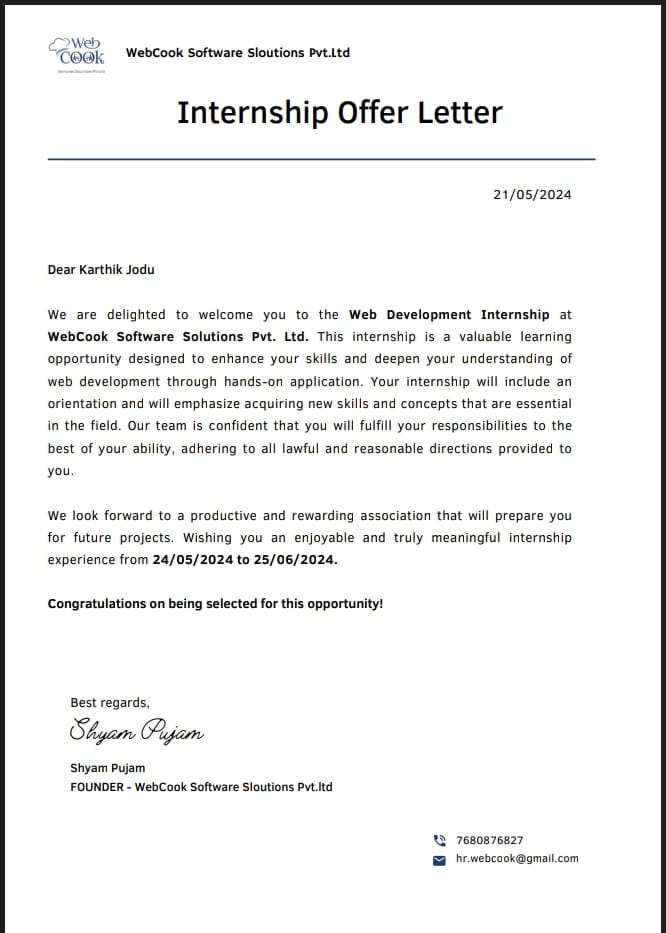 Web
COOK
WebCook Software Sloutions Pvt.Ltd
Internship Offer Letter
21/05/2024
Dear Karthik Jodu
We are delighted to welcome you to the Web Development Internship at
WebCook Software Solutions Pvt. Ltd. This internship is a valuable learning
opportunity designed to enhance your skills and deepen your understanding of
web development through hands-on application. Your internship will include an
orientation and will emphasize acquiring new skills and concepts that are essential
in the field. Our team is confident that you will fulfill your responsibilities to the
best of your ability, adhering to all lawful and reasonable directions provided to
you.
We look forward to a productive and rewarding association that will prepare you
for future projects. Wishing you an enjoyable and truly meaningful internship
experience from 24/05/2024 to 25/06/2024.
Congratulations on being selected for this opportunity!
Best regards,
Shyam Pujam
Shyam Pujam
FOUNDER - WebCook Software Sloutions Pvt.ltd
7680876827
hr.webcook@gmail.com